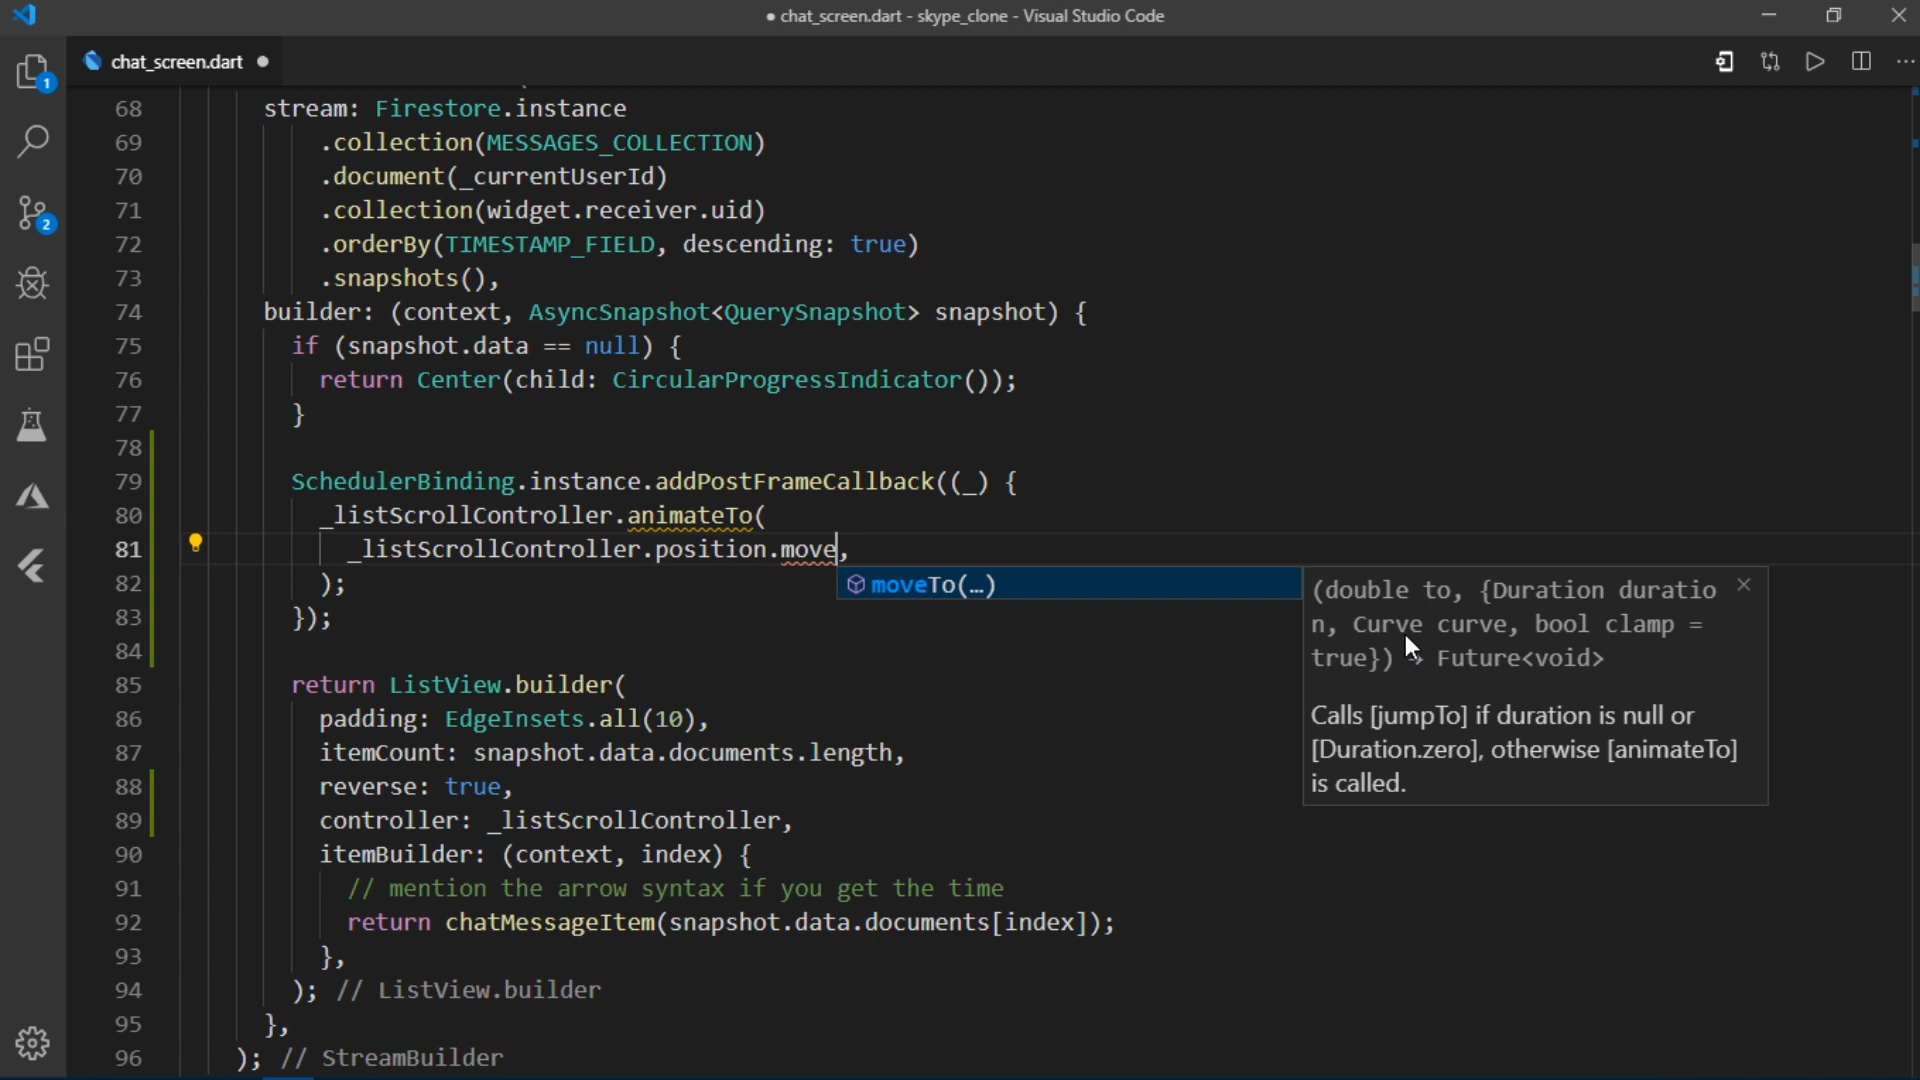 ● chat_screen.dart - skype_clone - Visual Studio Code
chat_screen.dart
1
2
68 stream: Firestore.instance
69 .collection(MESSAGES_COLLECTION)
70 .document(_currentUserId)
71 .collection(widget.receiver.uid)
72 .orderBy(TIMESTAMP_FIELD, descending: true)
73 .snapshots(),
74 builder: (context, AsyncSnapshot<QuerySnapshot> snapshot) {
75 if (snapshot.data == null) {
76 return Center(child: CircularProgressIndicator());
77 }
78
79 SchedulerBinding.instance.addPostFrameCallback((_) {
80 _listScrollController.animateTo(
81 _listScrollController.position.move,
82 );
83 });
84
85 return ListView.builder(
86 padding: EdgeInsets.all(10),
87 itemCount: snapshot.data.documents.length,
88 reverse: true,
89 controller: _listScrollController,
90 itemBuilder: (context, index) {
91 // mention the arrow syntax if you get the time
92 return chatMessageItem(snapshot.data.documents[index]);
93 },
94 ); // ListView.builder
95 },
96 ); // StreamBuilder
moveTo(…)
(double to, {Duration duratio
n, Curve curve, bool clamp =
true}) → Future<void>
Calls [jumpTo] if duration is null or
[Duration.zero], otherwise [animateTo]
is called.